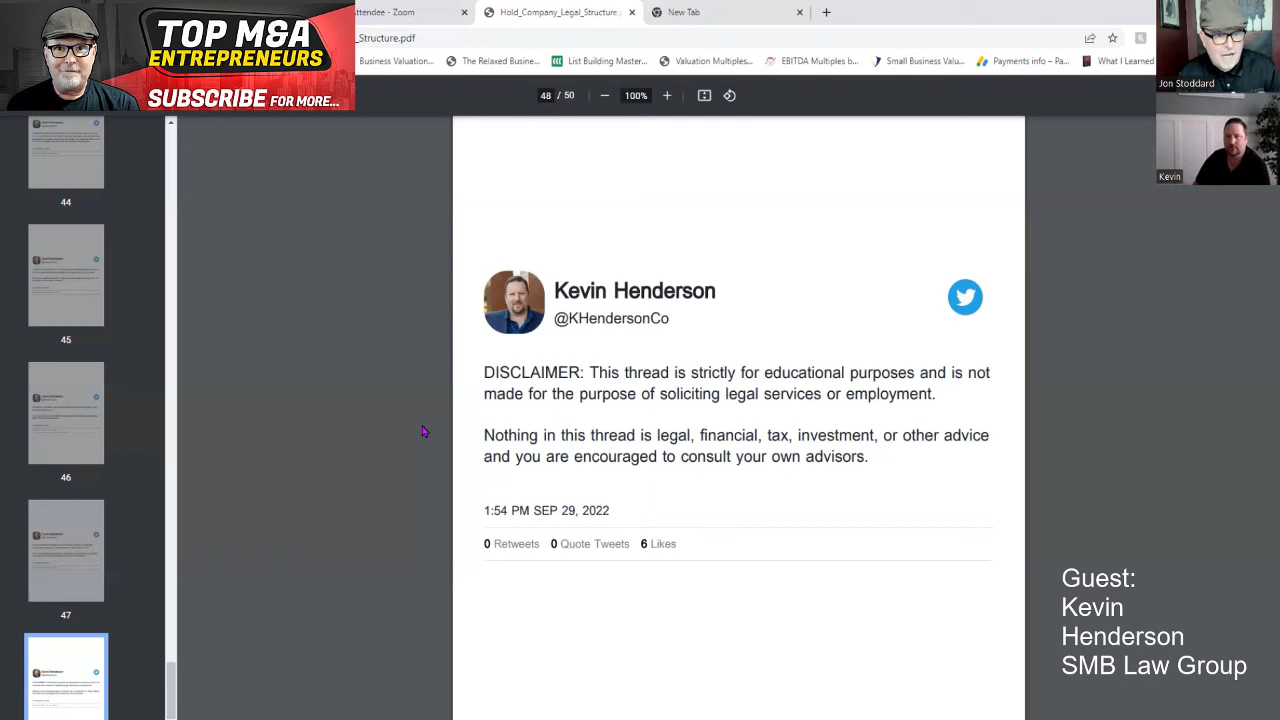 TOP M&A
ENTREPRENEURS
SUBSCRIBE FOR MORE...
ttendee - Zoom
Hold_Company_Legal_Structure...
New Tab
_Structure.pdf
Business Valuation...
The Relaxed Busine...
List Building Master...
Valuation Multiples...
EBITDA Multiples b...
Small Business Valu...
Payments info – Pa...
What I Learned
48 / 50
100%
Jon Stoddard
Kevin
44
45
46
47
Kevin Henderson
@KHendersonCo
DISCLAIMER: This thread is strictly for educational purposes and is not
made for the purpose of soliciting legal services or employment.
Nothing in this thread is legal, financial, tax, investment, or other advice
and you are encouraged to consult your own advisors.
1:54 PM SEP 29, 2022
0 Retweets 0 Quote Tweets 6 Likes
Guest:
Kevin
Henderson
SMB Law Group